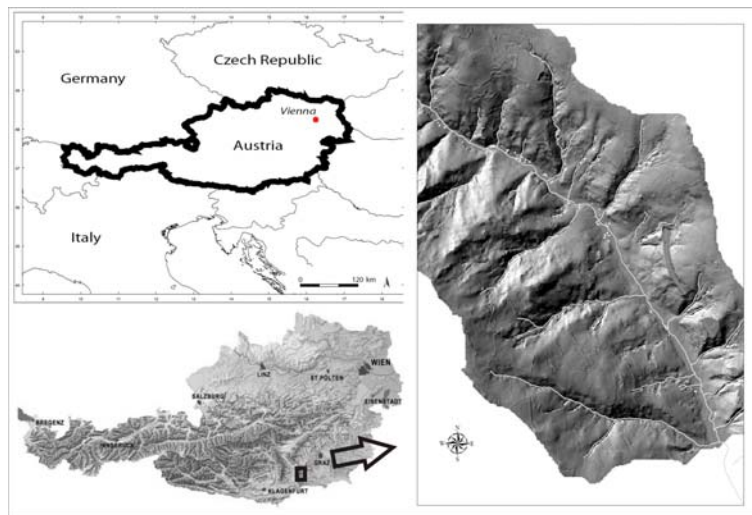 Germany
Czech Republic
Vienna
Austria
Italy
0
120 km
LINZ
WIEN
ST.PÖLTEN
EISENSTADT
SALZBURG
BREGENZ
INNSBRUCK
GRAZ
KLAGENFURT
N
W
E
S